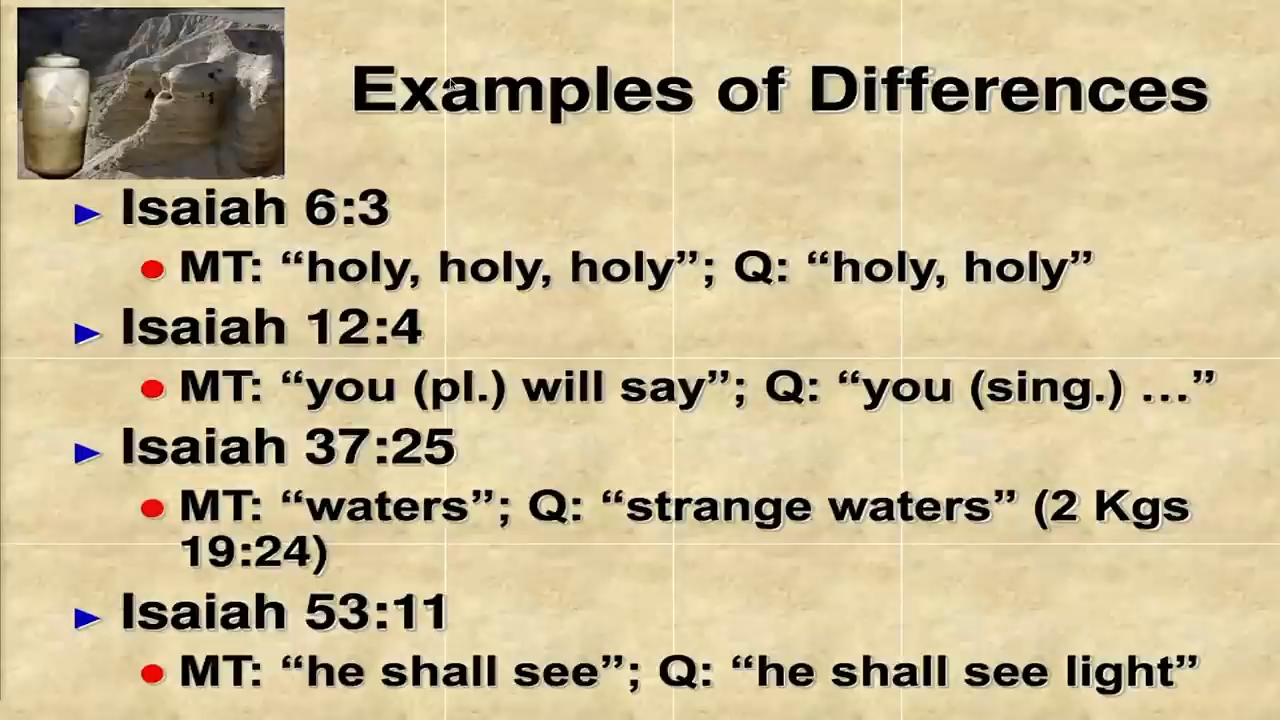 Examples of Differences
► Isaiah 6:3
● MT: “holy, holy, holy”; Q: “holy, holy”
► Isaiah 12:4
● MT: “you (pl.) will say”; Q: “you (sing.) …”
► Isaiah 37:25
● MT: “waters”; Q: “strange waters” (2 Kgs
19:24)
► Isaiah 53:11
● MT: “he shall see”; Q: “he shall see light”